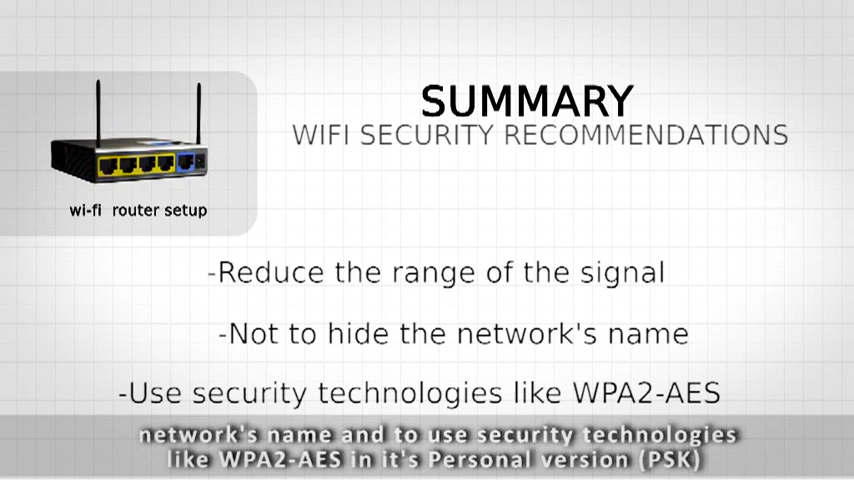 SUMMARY
WIFI SECURITY RECOMMENDATIONS
wi-fi router setup
-Reduce the range of the signal
-Not to hide the network's name
-Use security technologies like WPA2-AES
network's name and to use security technologies
like WPA2-AES in it's Personal version (PSK)